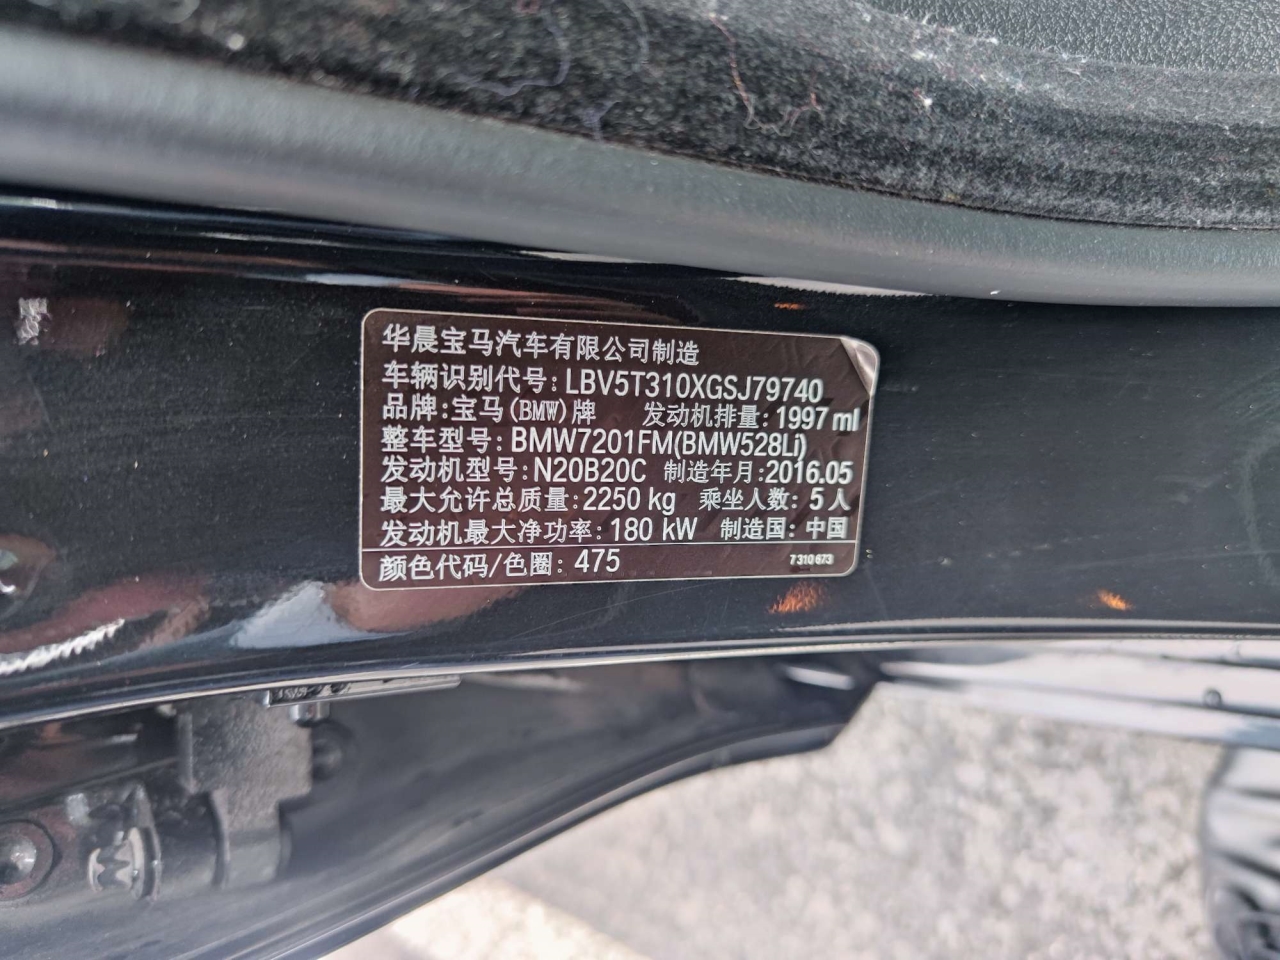 华晨宝马汽车有限公司制造
车辆识别代号: LBV5T310XGSJ79740
品牌: 宝马(BMW)牌 发动机排量: 1997 ml
整车型号: BMW7201FM(BMW528Li)
发动机型号: N20B20C 制造年月: 2016.05
最大允许总质量: 2250 kg 乘坐人数: 5人
发动机最大净功率: 180 kW 制造国: 中国
颜色代码/色圈: 475 7 310 673